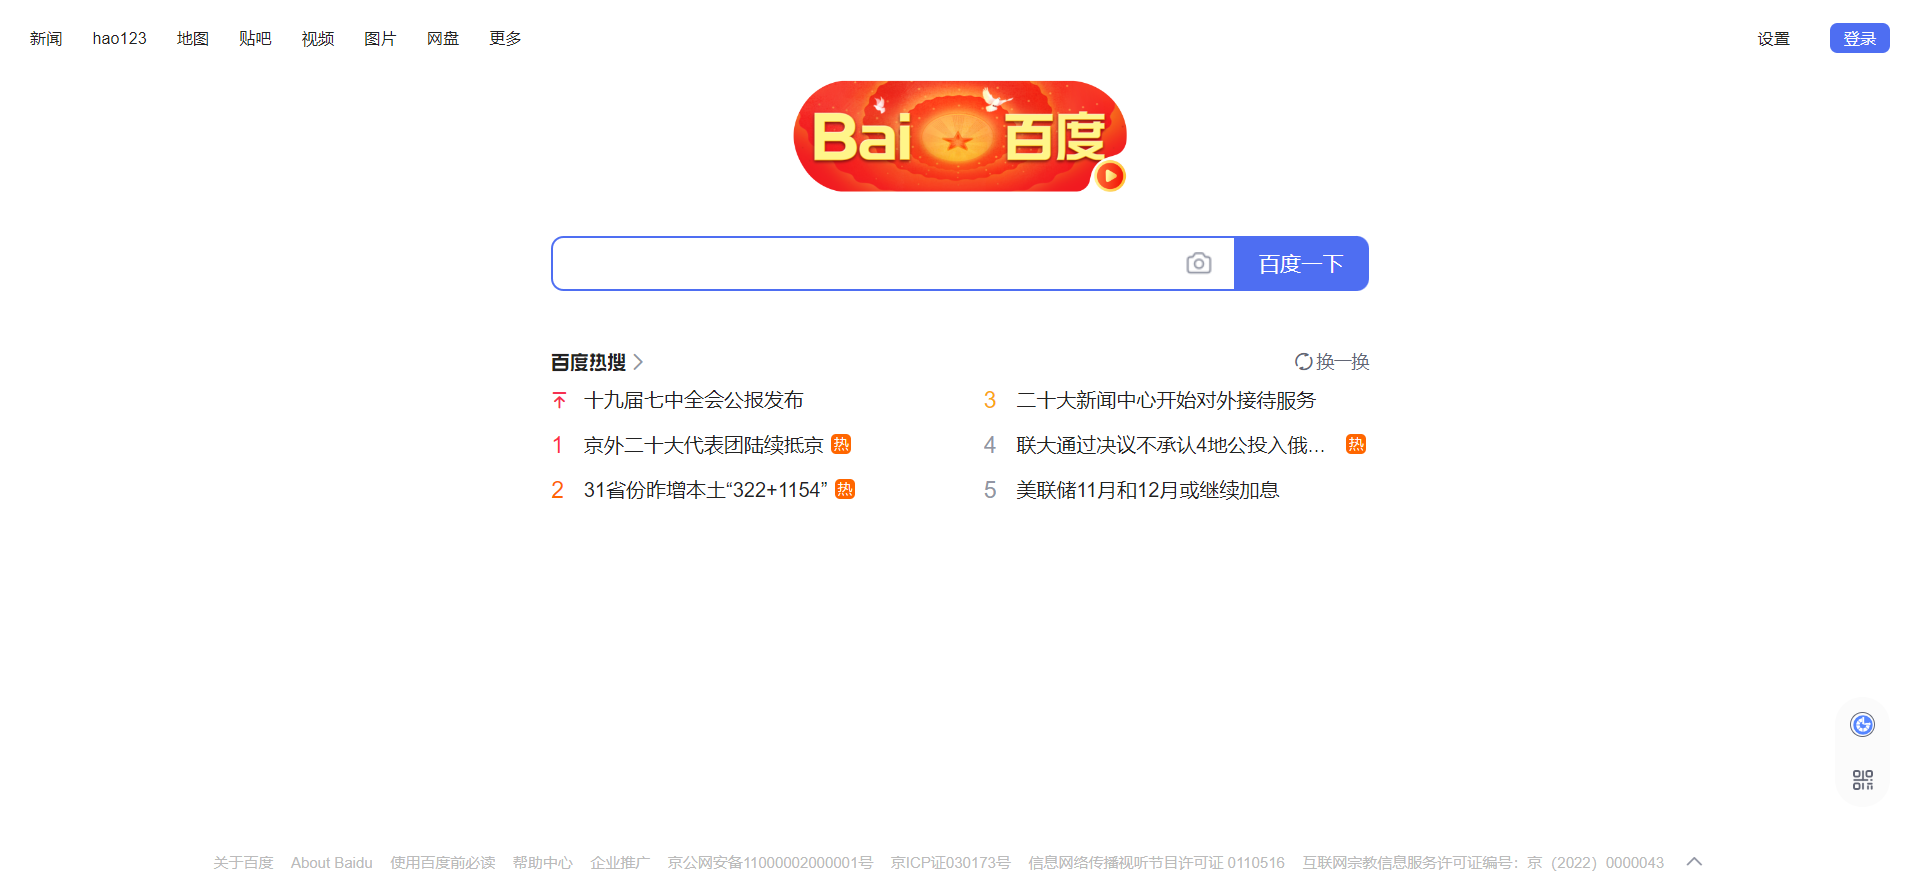 新闻 hao123 地图 贴吧 视频 图片 网盘 更多 设置 登录
Bai 百度
百度一下
百度热搜 换一换
十九届七中全会公报发布
1 京外二十大代表团陆续抵京 热
2 31省份昨增本土“322+1154” 热
3 二十大新闻中心开始对外接待服务
4 联大通过决议不承认4地公投入俄... 热
5 美联储11月和12月或继续加息
关于百度 About Baidu 使用百度前必读 帮助中心 企业推广 京公网安备11000002000001号 京ICP证030173号 信息网络传播视听节目许可证 0110516 互联网宗教信息服务许可证编号：京（2022）0000043